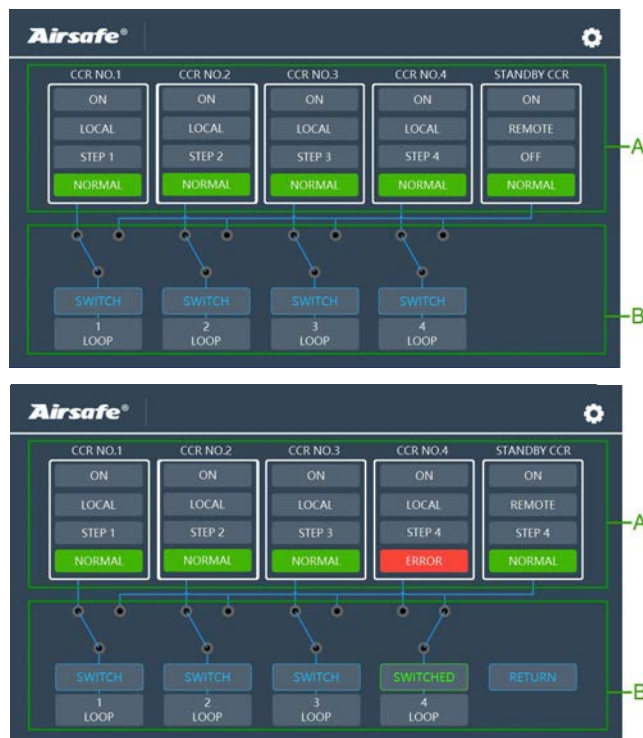 Airsafe®
CCR NO.1 CCR NO.2 CCR NO.3 CCR NO.4 STANDBY CCR
ON ON ON ON ON
LOCAL LOCAL LOCAL LOCAL REMOTE
STEP 1 STEP 2 STEP 3 STEP 4 OFF
A
NORMAL NORMAL NORMAL NORMAL NORMAL
SWITCH SWITCH SWITCH SWITCH
B
1 2 3 4
LOOP LOOP LOOP LOOP
Airsafe®
CCR NO.1 CCR NO.2 CCR NO.3 CCR NO.4 STANDBY CCR
ON ON ON ON ON
LOCAL LOCAL LOCAL LOCAL REMOTE
A
STEP 1 STEP 2 STEP 3 STEP 4 STEP 4
NORMAL NORMAL NORMAL ERROR NORMAL
SWITCH SWITCH SWITCH SWITCHED RETURN
B
1 2 3 4
LOOP LOOP LOOP LOOP